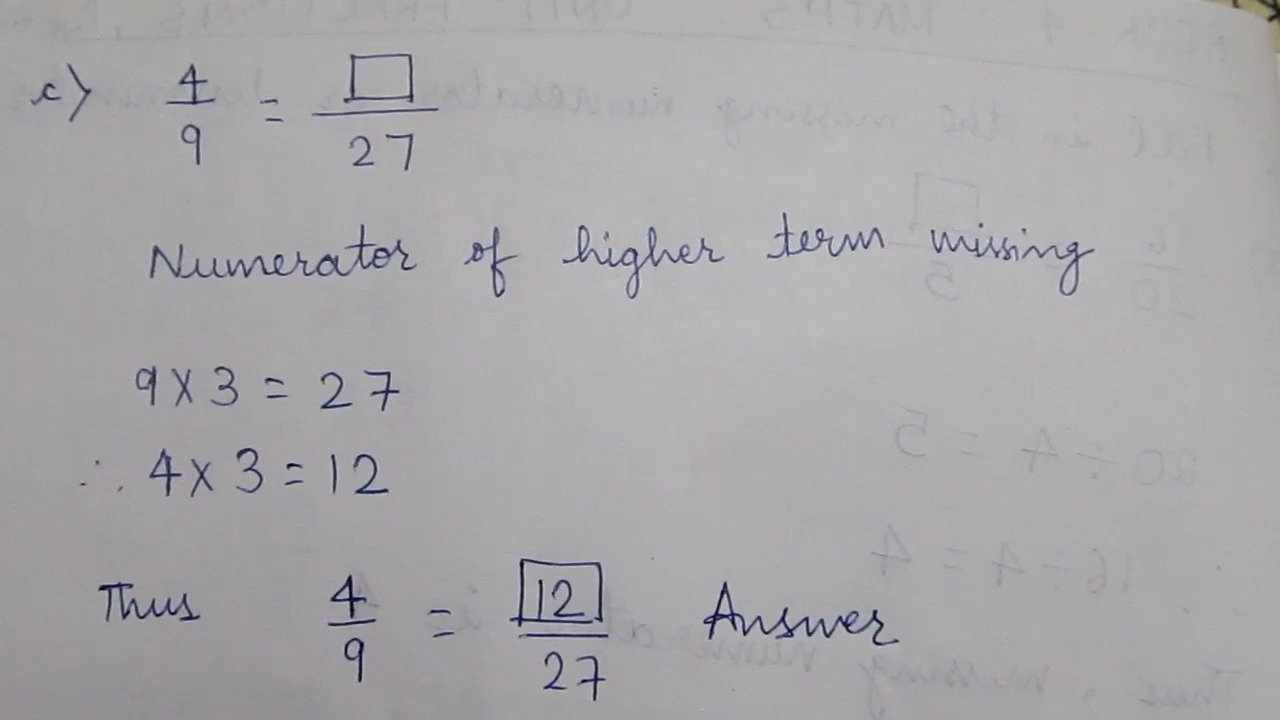 c) 4/9 = □/27
Numerator of higher term missing
9 × 3 = 27
∴ 4 × 3 = 12
Thus 4/9 = 12/27 Answer